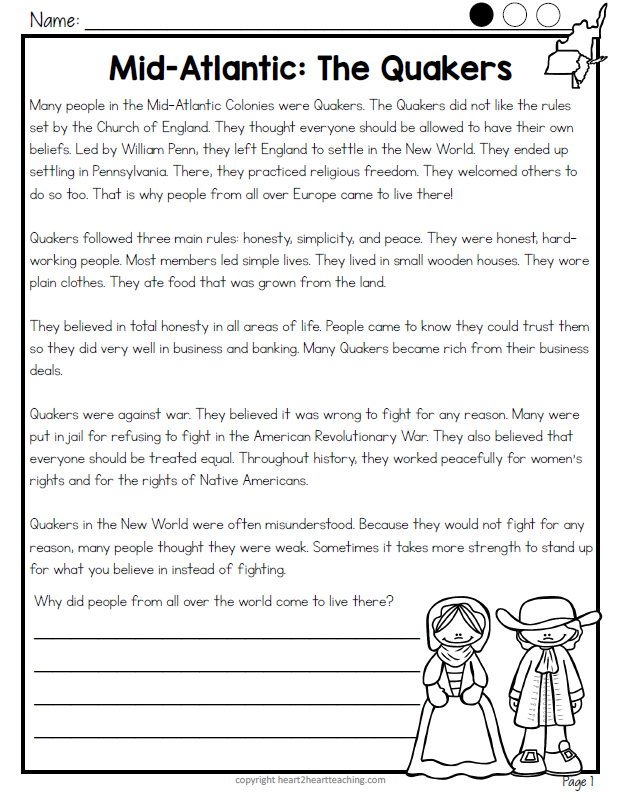 Name:
Mid-Atlantic: The Quakers
Many people in the Mid-Atlantic Colonies were Quakers. The Quakers did not like the rules
set by the Church of England. They thought everyone should be allowed to have their own
beliefs. Led by William Penn, they left England to settle in the New World. They ended up
settling in Pennsylvania. There, they practiced religious freedom. They welcomed others to
do so too. That is why people from all over Europe came to live there!
Quakers followed three main rules: honesty, simplicity, and peace. They were honest, hard-
working people. Most members led simple lives. They lived in small wooden houses. They wore
plain clothes. They ate food that was grown from the land.
They believed in total honesty in all areas of life. People came to know they could trust them
so they did very well in business and banking. Many Quakers became rich from their business
deals.
Quakers were against war. They believed it was wrong to fight for any reason. Many were
put in jail for refusing to fight in the American Revolutionary War. They also believed that
everyone should be treated equal. Throughout history, they worked peacefully for women's
rights and for the rights of Native Americans.
Quakers in the New World were often misunderstood. Because they would not fight for any
reason, many people thought they were weak. Sometimes it takes more strength to stand up
for what you believe in instead of fighting.
Why did people from all over the world come to live there?
copyright heart2heartteaching.com
Page 1